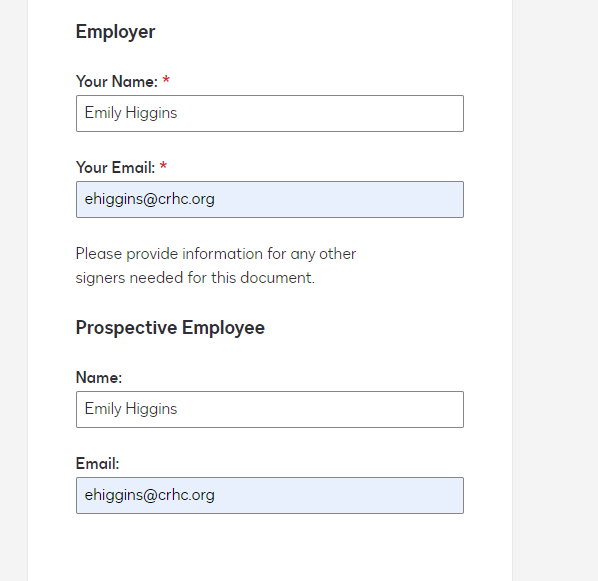 Employer
Your Name: *
Emily Higgins
Your Email: *
ehiggins@crhc.org
Please provide information for any other
signers needed for this document.
Prospective Employee
Name:
Emily Higgins
Email:
ehiggins@crhc.org